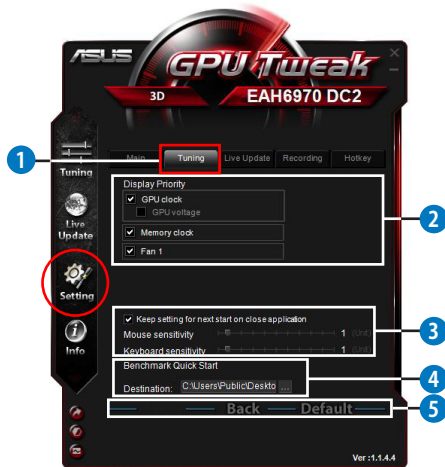 ASUS
GPU Tweak
3D
EAH6970 DC2
1
Main
Tuning
Live Update
Recording
Hotkey
Tuning
Live
Update
Setting
Info
Display Priority
GPU clock
GPU voltage
Memory clock
Fan 1
2
Keep setting for next start on close application
Mouse sensitivity 1 (Unit)
Keyboard sensitivity 1 (Unit)
3
Benchmark Quick Start
Destination: C:\Users\Public\Deskto ...
4
Back Default
5
Ver :1.1.4.4